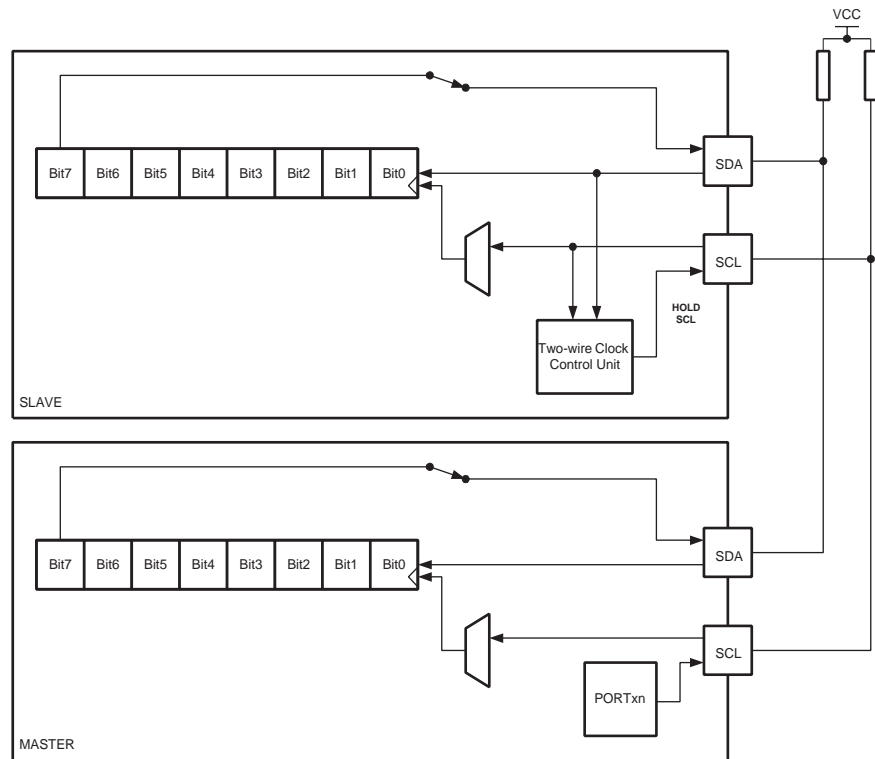 VCC
Bit7 Bit6 Bit5 Bit4 Bit3 Bit2 Bit1 Bit0
SDA
SCL
HOLD
SCL
Two-wire Clock
Control Unit
SLAVE
Bit7 Bit6 Bit5 Bit4 Bit3 Bit2 Bit1 Bit0
SDA
SCL
PORTxn
MASTER